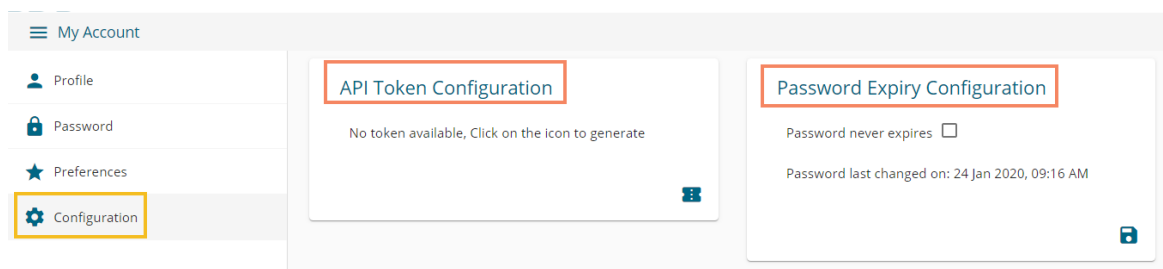 My Account
Profile
Password
Preferences
Configuration
API Token Configuration
No token available, Click on the icon to generate
Password Expiry Configuration
Password never expires
Password last changed on: 24 Jan 2020, 09:16 AM